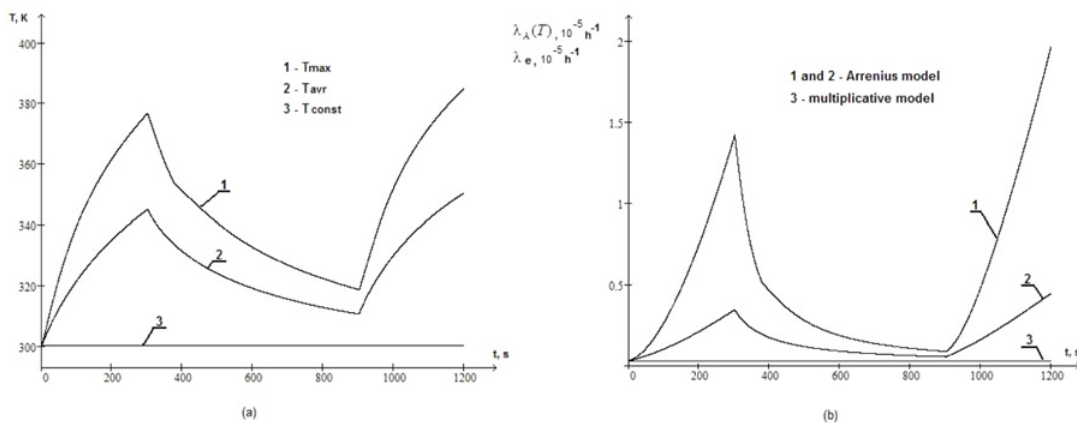 T, K
400
380
360
340
320
300
1 - Tmax
2 - Tavr
3 - Tconst
1
2
3
t, s
0
200
400
600
800
1000
1200
(a)
λA(T), 10⁻⁵ h⁻¹
λe, 10⁻⁵ h⁻¹
2
1.5
1
0.5
1 and 2 - Arrenius model
3 - multiplicative model
1
2
3
t, s
0
200
400
600
800
1000
1200
(b)